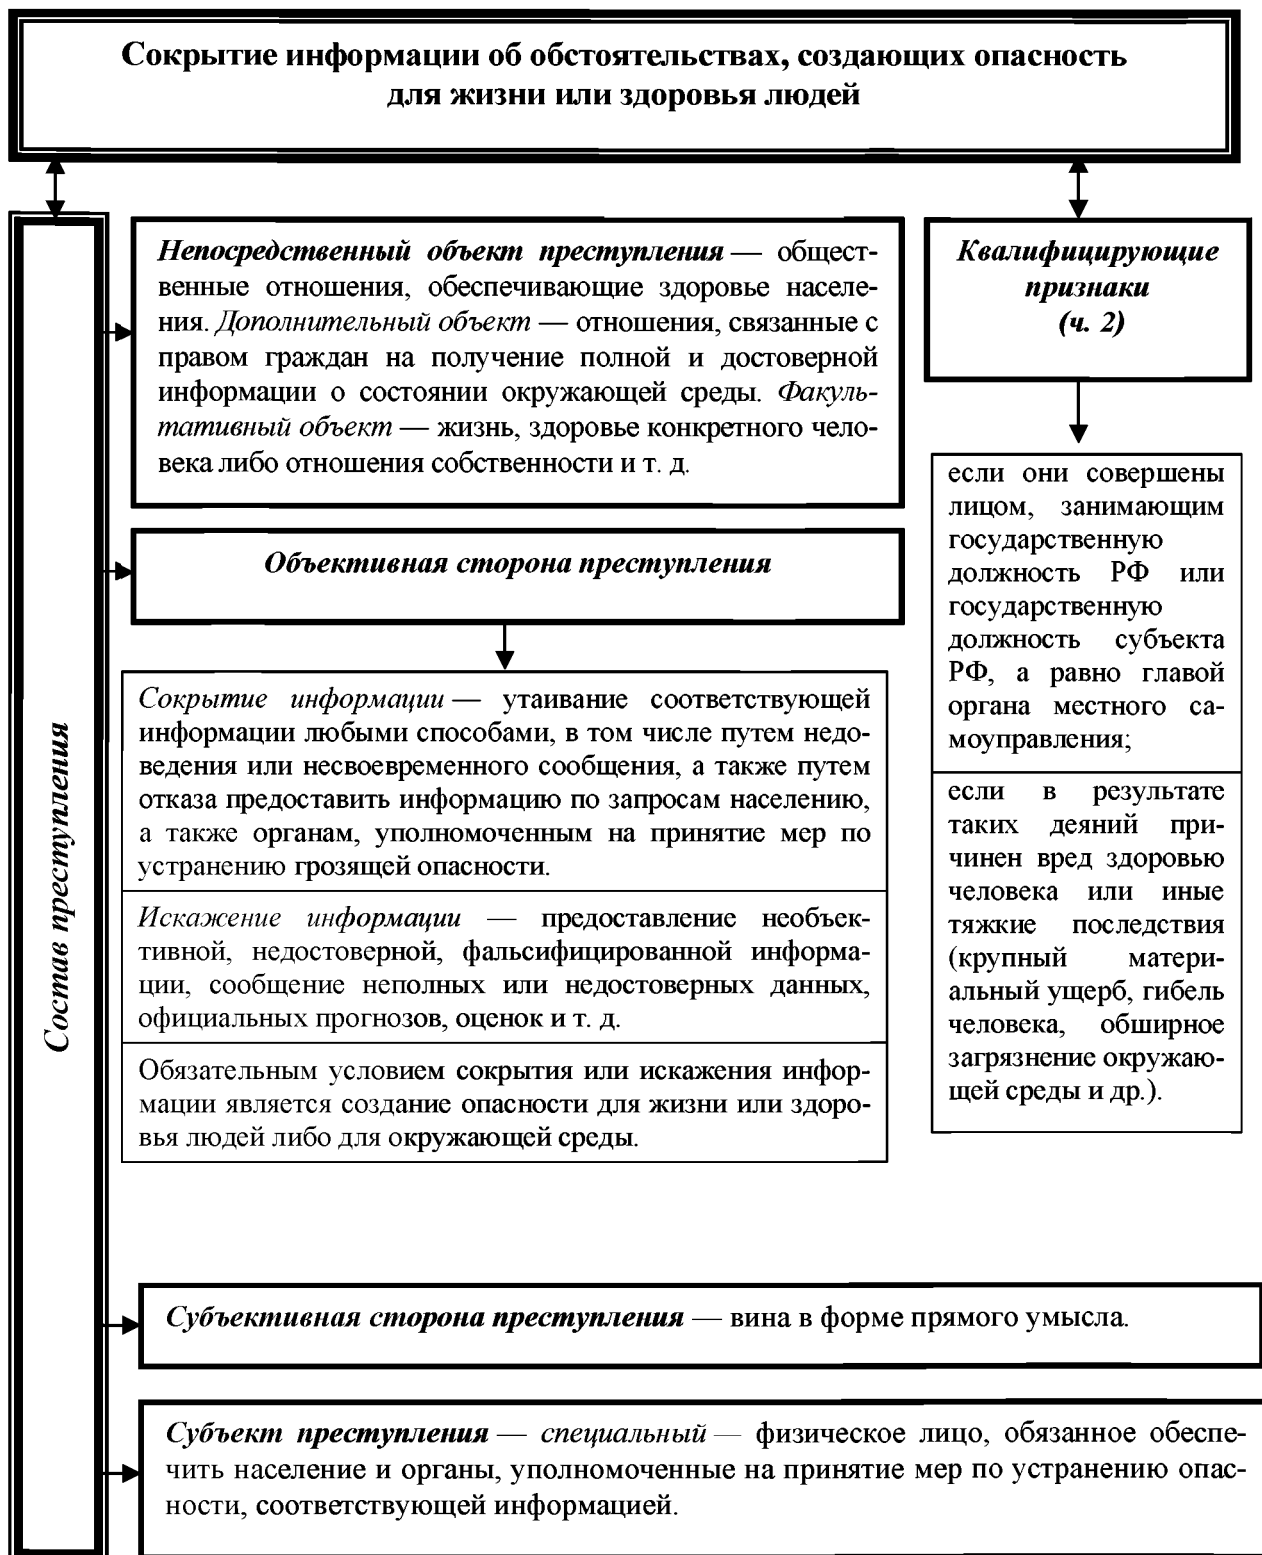 Сокрытие информации об обстоятельствах, создающих опасность
для жизни или здоровья людей
Состав преступления
Непосредственный объект преступления — общест-
венные отношения, обеспечивающие здоровье населе-
ния. Дополнительный объект — отношения, связанные с
правом граждан на получение полной и достоверной
информации о состоянии окружающей среды. Факуль-
тативный объект — жизнь, здоровье конкретного чело-
века либо отношения собственности и т. д.
Объективная сторона преступления
Сокрытие информации — утаивание соответствующей
информации любыми способами, в том числе путем недо-
ведения или несвоевременного сообщения, а также путем
отказа предоставить информацию по запросам населению,
а также органам, уполномоченным на принятие мер по
устранению грозящей опасности.
Искажение информации — предоставление необъек-
тивной, недостоверной, фальсифицированной информа-
ции, сообщение неполных или недостоверных данных,
официальных прогнозов, оценок и т. д.
Обязательным условием сокрытия или искажения инфор-
мации является создание опасности для жизни или здоро-
вья людей либо для окружающей среды.
Квалифицирующие
признаки
(ч. 2)
если они совершены
лицом, занимающим
государственную
должность РФ или
государственную
должность субъекта
РФ, а равно главой
органа местного са-
моуправления;
если в результате
таких деяний при-
чинен вред здоровью
человека или иные
тяжкие последствия
(крупный матери-
альный ущерб, гибель
человека, обширное
загрязнение окружаю-
щей среды и др.).
Субъективная сторона преступления — вина в форме прямого умысла.
Субъект преступления — специальный — физическое лицо, обязанное обеспе-
чить население и органы, уполномоченные на принятие мер по устранению опас-
ности, соответствующей информацией.